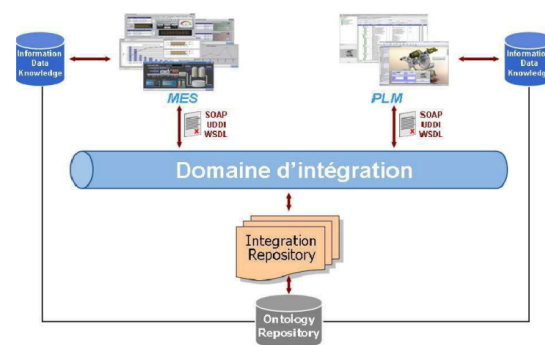 Information
Data
Knowledge
MES
SOAP
UDDI
WSDL
PLM
SOAP
UDDI
WSDL
Information
Data
Knowledge
Domaine d'intégration
Integration
Repository
Ontology
Repository